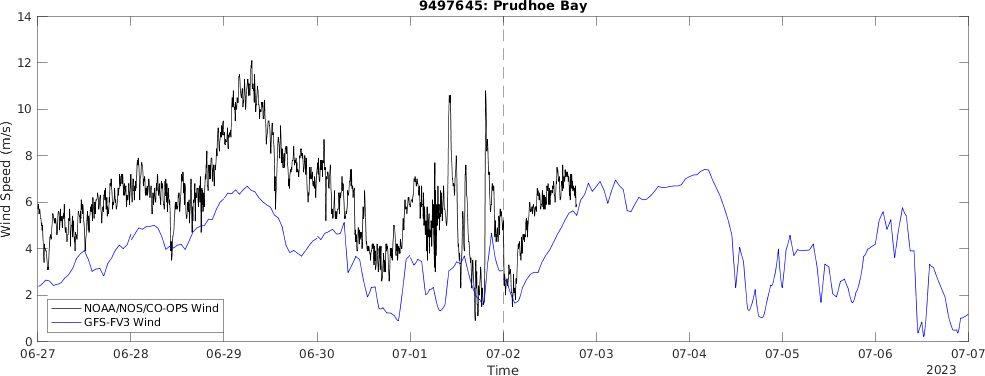 9497645: Prudhoe Bay
14
12
10
8
6
4
2
0
Wind Speed (m/s)
NOAA/NOS/CO-OPS Wind
GFS-FV3 Wind
06-27 06-28 06-29 06-30 07-01 07-02 07-03 07-04 07-05 07-06 07-07
Time
2023